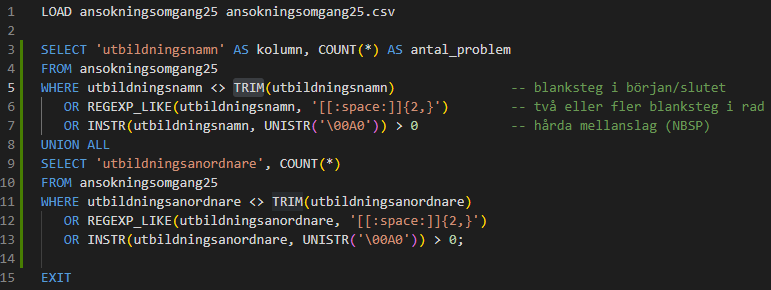 1 LOAD ansokningsomgang25 ansokningsomgang25.csv
2
3 SELECT 'utbildningsnamn' AS kolumn, COUNT(*) AS antal_problem
4 FROM ansokningsomgang25
5 WHERE utbildningsnamn <> TRIM(utbildningsnamn) -- blanksteg i början/slutet
6 OR REGEXP_LIKE(utbildningsnamn, '[[:space:]]{2,}') -- två eller fler blanksteg i rad
7 OR INSTR(utbildningsnamn, UNISTR('\00A0')) > 0 -- hårda mellanslag (NBSP)
8 UNION ALL
9 SELECT 'utbildningsanordnare', COUNT(*)
10 FROM ansokningsomgang25
11 WHERE utbildningsanordnare <> TRIM(utbildningsanordnare)
12 OR REGEXP_LIKE(utbildningsanordnare, '[[:space:]]{2,}')
13 OR INSTR(utbildningsanordnare, UNISTR('\00A0')) > 0;
14
15 EXIT